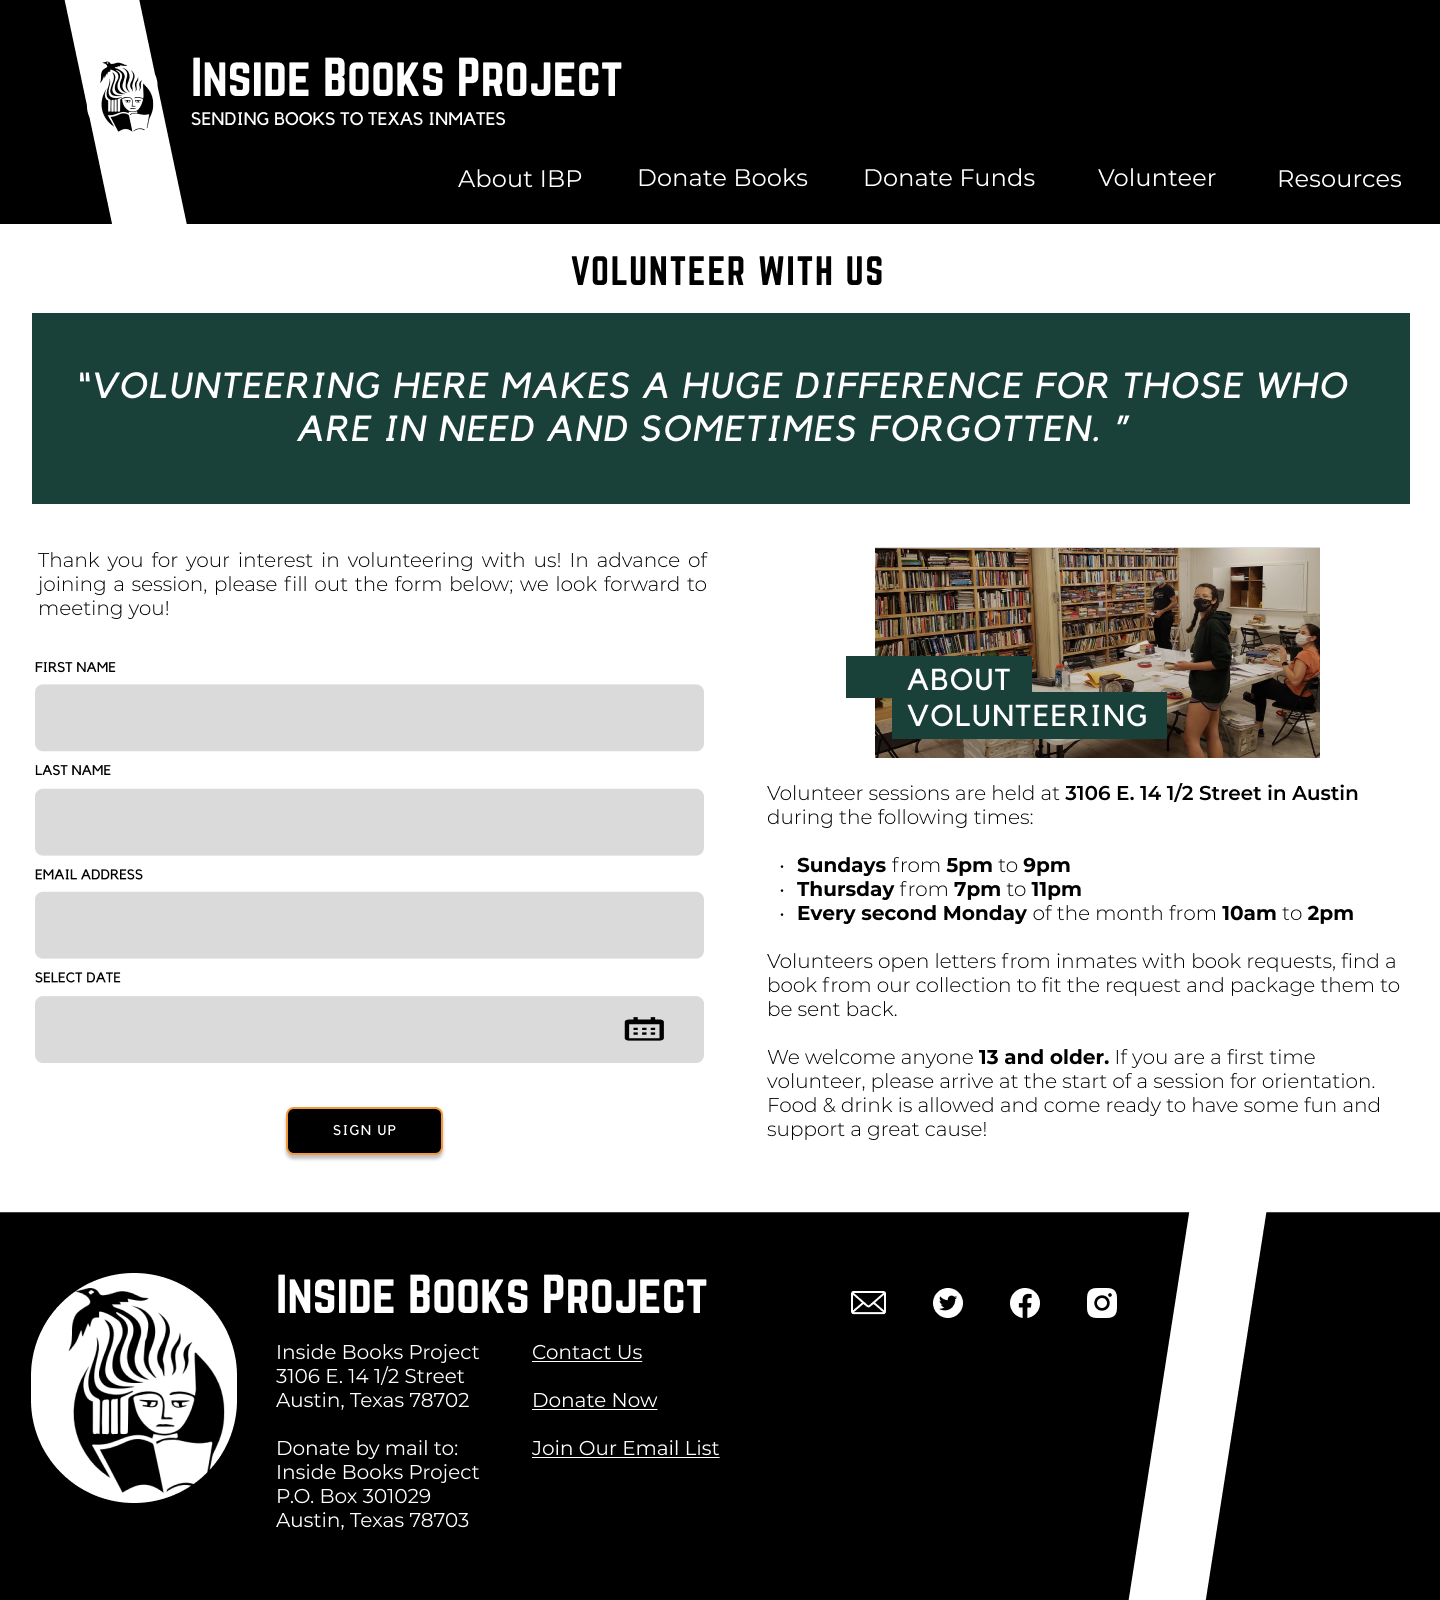 INSIDE BOOKS PROJECT
SENDING BOOKS TO TEXAS INMATES
About IBP Donate Books Donate Funds Volunteer Resources
VOLUNTEER WITH US
“VOLUNTEERING HERE MAKES A HUGE DIFFERENCE FOR THOSE WHO
ARE IN NEED AND SOMETIMES FORGOTTEN. ”
Thank you for your interest in volunteering with us! In advance of
joining a session, please fill out the form below; we look forward to
meeting you!
FIRST NAME
LAST NAME
EMAIL ADDRESS
SELECT DATE
SIGN UP
ABOUT
VOLUNTEERING
Volunteer sessions are held at 3106 E. 14 1/2 Street in Austin
during the following times:
• Sundays from 5pm to 9pm
• Thursday from 7pm to 11pm
• Every second Monday of the month from 10am to 2pm
Volunteers open letters from inmates with book requests, find a
book from our collection to fit the request and package them to
be sent back.
We welcome anyone 13 and older. If you are a first time
volunteer, please arrive at the start of a session for orientation.
Food & drink is allowed and come ready to have some fun and
support a great cause!
INSIDE BOOKS PROJECT
Inside Books Project
3106 E. 14 1/2 Street
Austin, Texas 78702
Donate by mail to:
Inside Books Project
P.O. Box 301029
Austin, Texas 78703
Contact Us
Donate Now
Join Our Email List